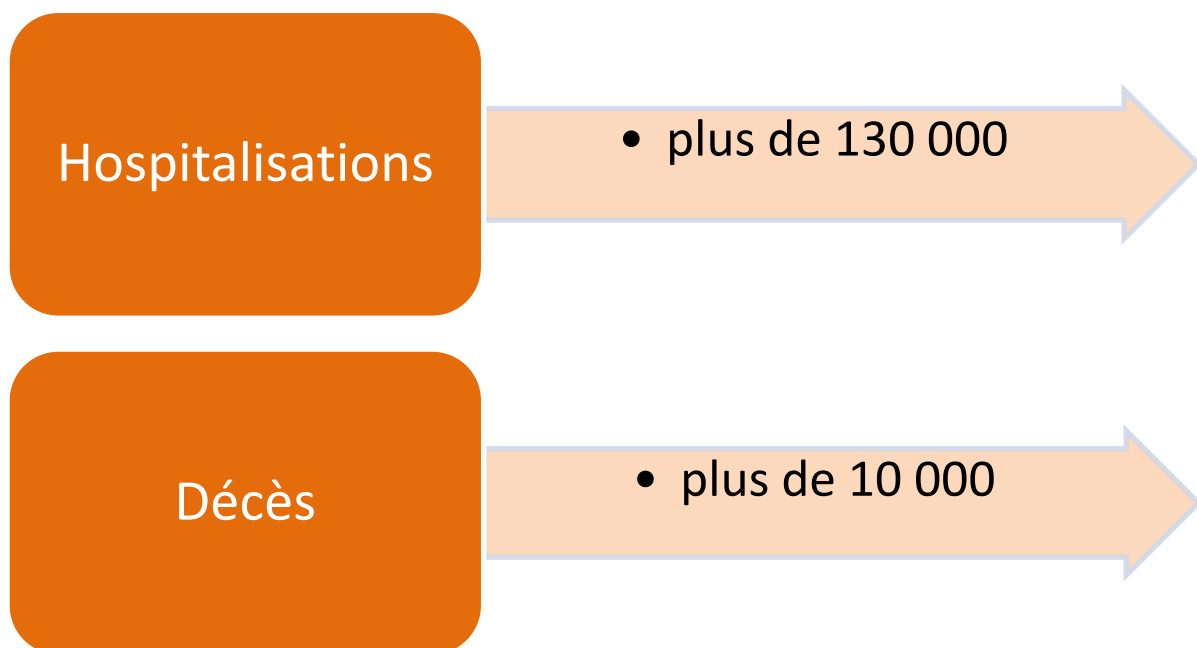 Hospitalisations
• plus de 130 000
Décès
• plus de 10 000